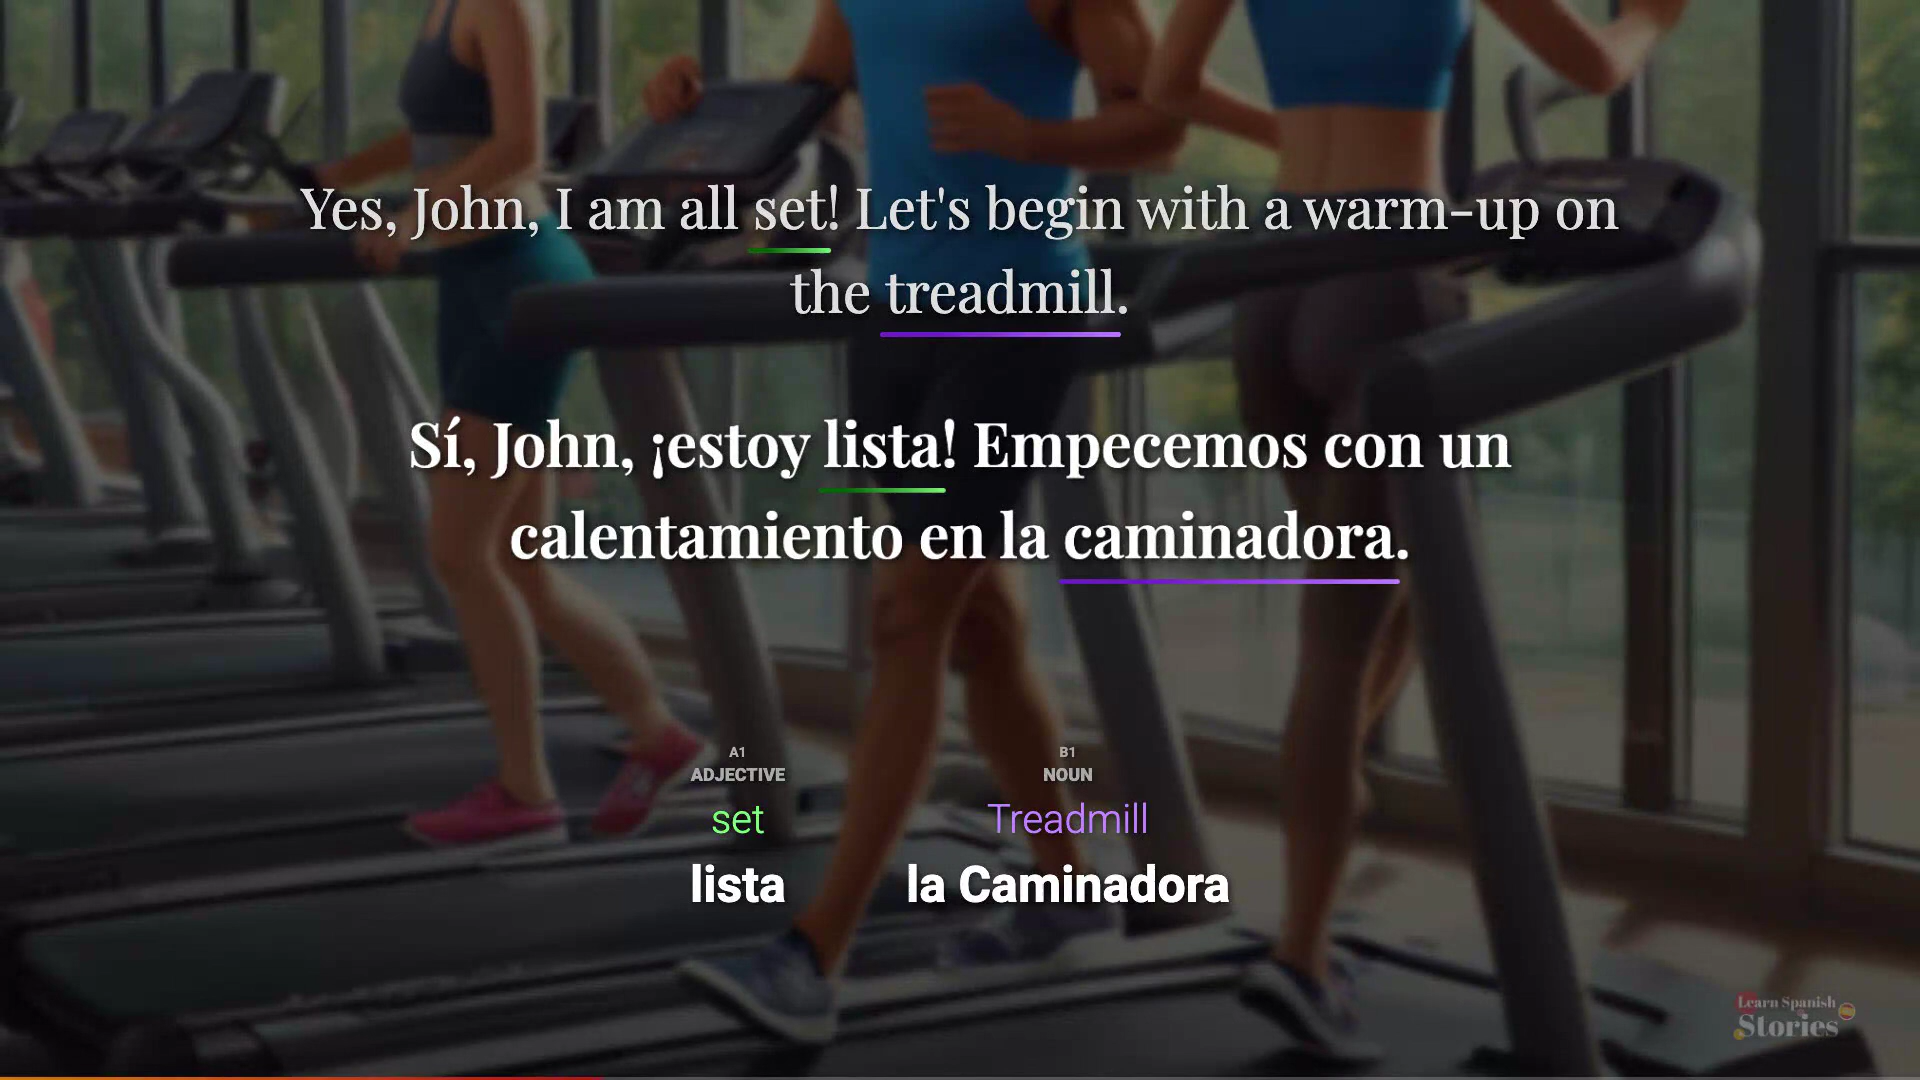 Yes, John, I am all set! Let's begin with a warm-up on
the treadmill.
Sí, John, ¡estoy lista! Empecemos con un
calentamiento en la caminadora.
A1
ADJECTIVE
set
lista
B1
NOUN
Treadmill
la Caminadora
Learn Spanish
Stories